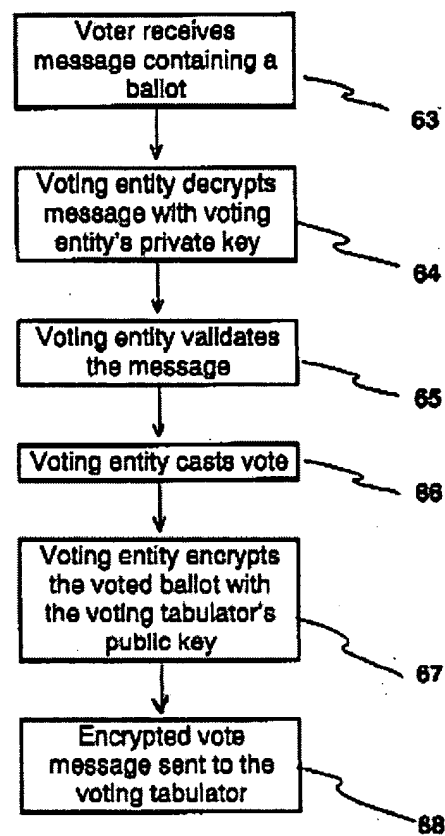 Voter receives
message containing a
ballot
63
Voting entity decrypts
message with voting
entity's private key
64
Voting entity validates
the message
65
Voting entity casts vote
66
Voting entity encrypts
the voted ballot with
the voting tabulator's
public key
67
Encrypted vote
message sent to the
voting tabulator
68